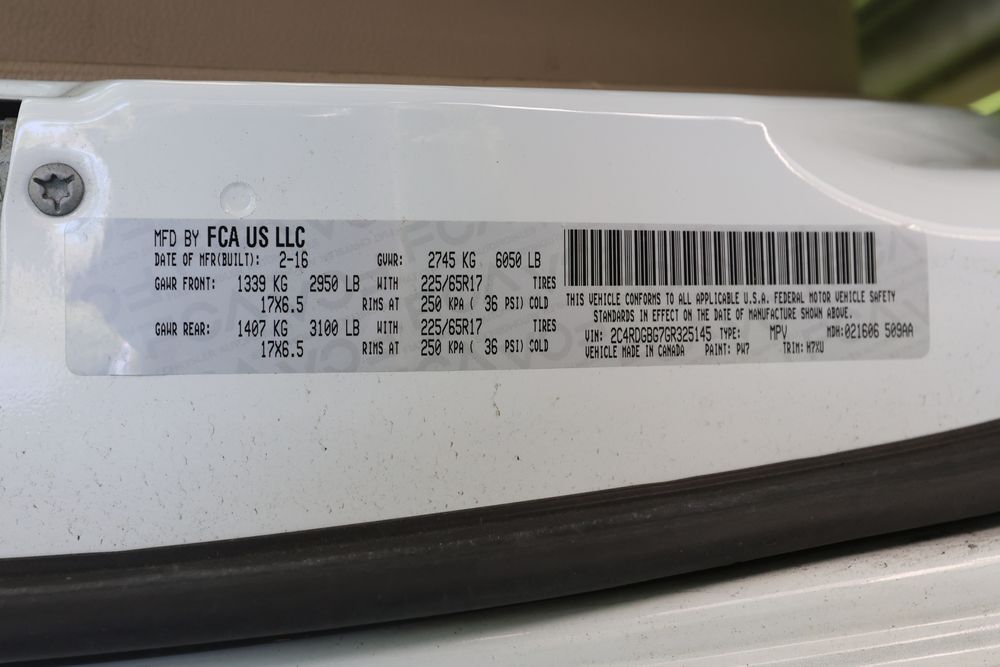 MFD BY FCA US LLC
DATE OF MFR(BUILT): 2-16 GVWR: 2745 KG 6050 LB
GAWR FRONT: 1339 KG 2950 LB WITH 225/65R17 TIRES
17X6.5 RIMS AT 250 KPA ( 36 PSI) COLD
GAWR REAR: 1407 KG 3100 LB WITH 225/65R17 TIRES
17X6.5 RIMS AT 250 KPA ( 36 PSI) COLD
THIS VEHICLE CONFORMS TO ALL APPLICABLE U.S.A. FEDERAL MOTOR VEHICLE SAFETY
STANDARDS IN EFFECT ON THE DATE OF MANUFACTURE SHOWN ABOVE.
VIN: 2C4RDGBG7GR325145 TYPE: MPV MDH:021606 509AA
VEHICLE MADE IN CANADA PAINT: PW7 TRIM: H7XU